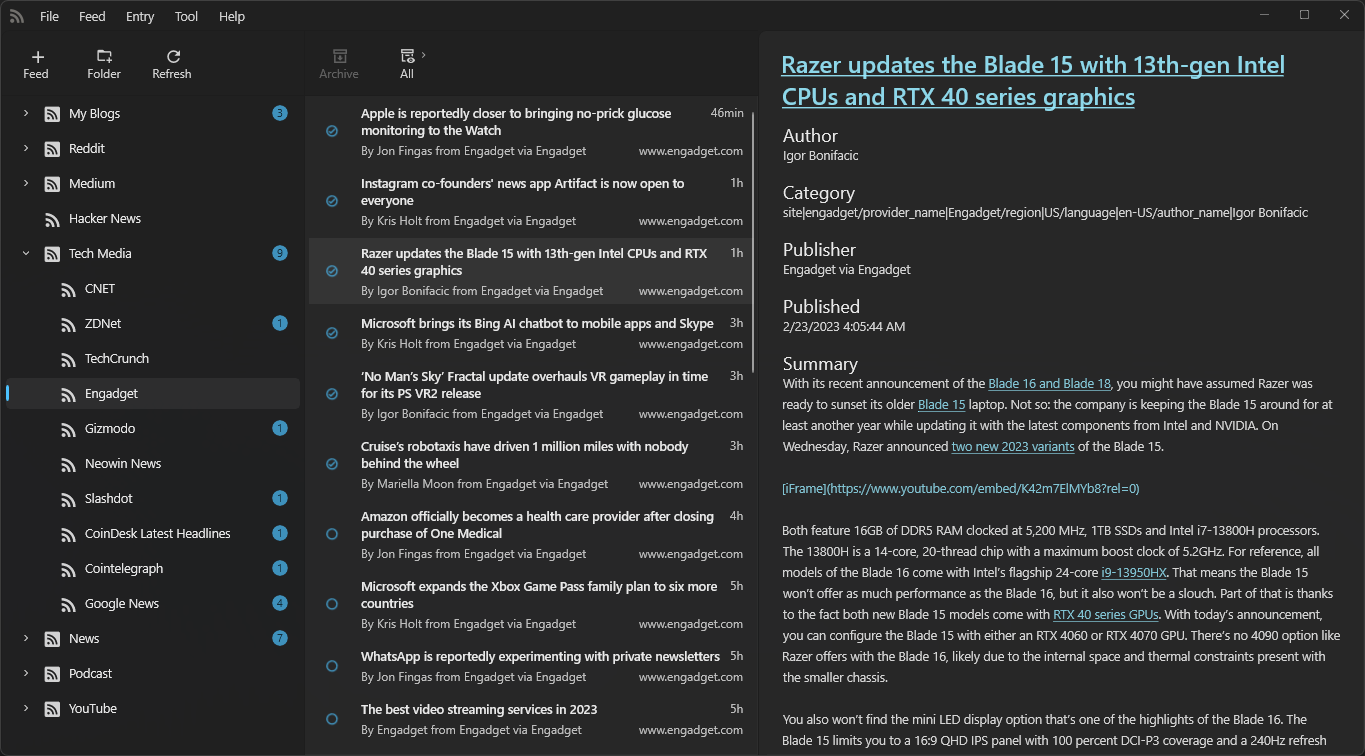 File Feed Entry Tool Help
Feed Folder Refresh
My Blogs 3
Reddit
Medium
Hacker News
Tech Media 9
CNET
ZDNet 1
TechCrunch
Engadget
Gizmodo 1
Neowin News
Slashdot 1
CoinDesk Latest Headlines 1
Cointelegraph 1
Google News 4
News 7
Podcast
YouTube
Archive All
Apple is reportedly closer to bringing no-prick glucose 46min
monitoring to the Watch
By Jon Fingas from Engadget via Engadget www.engadget.com
Instagram co-founders' news app Artifact is now open to 1h
everyone
By Kris Holt from Engadget via Engadget www.engadget.com
Razer updates the Blade 15 with 13th-gen Intel CPUs and RTX 1h
40 series graphics
By Igor Bonifacic from Engadget via Engadget www.engadget.com
Microsoft brings its Bing AI chatbot to mobile apps and Skype 3h
By Kris Holt from Engadget via Engadget www.engadget.com
'No Man's Sky' Fractal update overhauls VR gameplay in time 3h
for its PS VR2 release
By Igor Bonifacic from Engadget via Engadget www.engadget.com
Cruise's robotaxis have driven 1 million miles with nobody 3h
behind the wheel
By Mariella Moon from Engadget via Engadget www.engadget.com
Amazon officially becomes a health care provider after closing 4h
purchase of One Medical
By Jon Fingas from Engadget via Engadget www.engadget.com
Microsoft expands the Xbox Game Pass family plan to six more 5h
countries
By Kris Holt from Engadget via Engadget www.engadget.com
WhatsApp is reportedly experimenting with private newsletters 5h
By Jon Fingas from Engadget via Engadget www.engadget.com
The best video streaming services in 2023 5h
By Engadget from Engadget via Engadget www.engadget.com
Razer updates the Blade 15 with 13th-gen Intel
CPUs and RTX 40 series graphics
Author
Igor Bonifacic
Category
site|engadget/provider_name|Engadget/region|US/language|en-US/author_name|Igor Bonifacic
Publisher
Engadget via Engadget
Published
2/23/2023 4:05:44 AM
Summary
With its recent announcement of the Blade 16 and Blade 18, you might have assumed Razer was
ready to sunset its older Blade 15 laptop. Not so: the company is keeping the Blade 15 around for at
least another year while updating it with the latest components from Intel and NVIDIA. On
Wednesday, Razer announced two new 2023 variants of the Blade 15.
[iFrame](https://www.youtube.com/embed/K42m7ElMYb8?rel=0)
Both feature 16GB of DDR5 RAM clocked at 5,200 MHz, 1TB SSDs and Intel i7-13800H processors.
The 13800H is a 14-core, 20-thread chip with a maximum boost clock of 5.2GHz. For reference, all
models of the Blade 16 come with Intel's flagship 24-core i9-13950HX. That means the Blade 15
won't offer as much performance as the Blade 16, but it also won't be a slouch. Part of that is thanks
to the fact both new Blade 15 models come with RTX 40 series GPUs. With today's announcement,
you can configure the Blade 15 with either an RTX 4060 or RTX 4070 GPU. There's no 4090 option like
Razer offers with the Blade 16, likely due to the internal space and thermal constraints present with
the smaller chassis.
You also won't find the mini LED display option that's one of the highlights of the Blade 16. The
Blade 15 limits you to a 16:9 QHD IPS panel with 100 percent DCI-P3 coverage and a 240Hz refresh